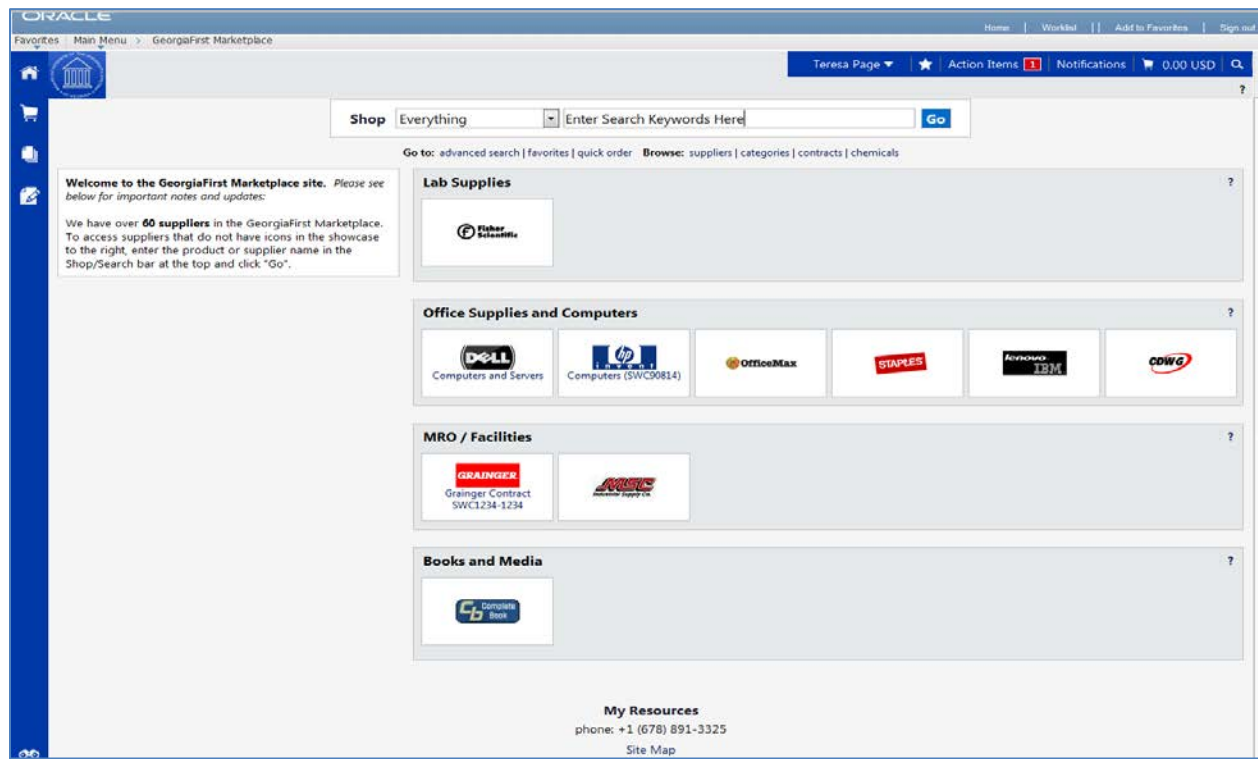 ORACLE
Home | Worklist || Add to Favorites | Sign out
Favorites Main Menu > GeorgiaFirst Marketplace
Teresa Page Action Items 1 Notifications 0.00 USD
?
Shop Everything Enter Search Keywords Here Go
Go to: advanced search | favorites | quick order Browse: suppliers | categories | contracts | chemicals
Welcome to the GeorgiaFirst Marketplace site. Please see
below for important notes and updates:
We have over 60 suppliers in the GeorgiaFirst Marketplace.
To access suppliers that do not have icons in the showcase
to the right, enter the product or supplier name in the
Shop/Search bar at the top and click "Go".
Lab Supplies ?
Fisher
Scientific
Office Supplies and Computers ?
DELL
Computers and Servers
hp
invent
Computers (SWC90814)
OfficeMax
STAPLES
lenovo
IBM
CDWG
MRO / Facilities ?
GRAINGER
Grainger Contract
SWC1234-1234
MSC
Industrial Supply Co.
Books and Media ?
Cb Complete
Book
My Resources
phone: +1 (678) 891-3325
Site Map